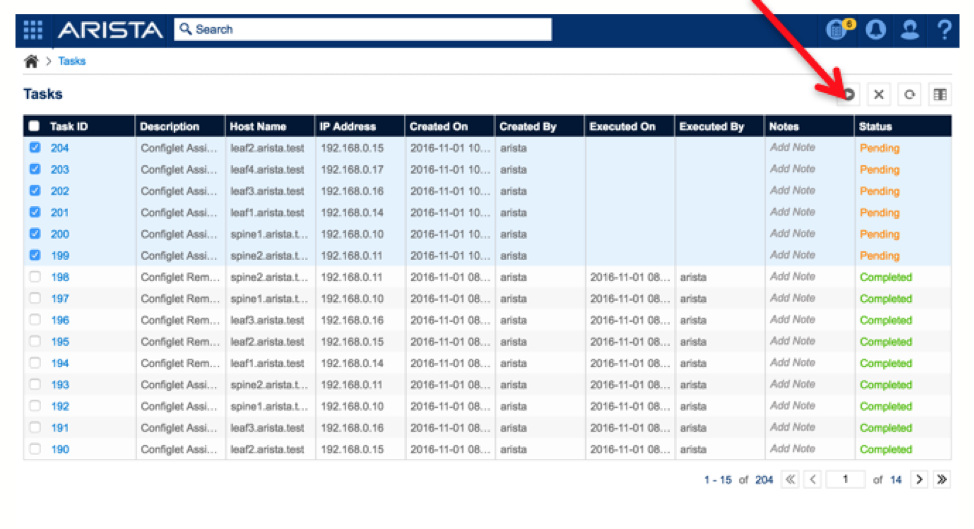 ARISTA Search 6 ?
> Tasks
Tasks
Task ID Description Host Name IP Address Created On Created By Executed On Executed By Notes Status
204 Configlet Assi... leaf2.arista.test 192.168.0.15 2016-11-01 10... arista Add Note Pending
203 Configlet Assi... leaf4.arista.test 192.168.0.17 2016-11-01 10... arista Add Note Pending
202 Configlet Assi... leaf3.arista.test 192.168.0.16 2016-11-01 10... arista Add Note Pending
201 Configlet Assi... leaf1.arista.test 192.168.0.14 2016-11-01 10... arista Add Note Pending
200 Configlet Assi... spine1.arista.t... 192.168.0.10 2016-11-01 10... arista Add Note Pending
199 Configlet Assi... spine2.arista.t... 192.168.0.11 2016-11-01 10... arista Add Note Pending
198 Configlet Rem... spine2.arista.t... 192.168.0.11 2016-11-01 08... arista 2016-11-01 08... arista Add Note Completed
197 Configlet Rem... spine1.arista.t... 192.168.0.10 2016-11-01 08... arista 2016-11-01 08... arista Add Note Completed
196 Configlet Rem... leaf3.arista.test 192.168.0.16 2016-11-01 08... arista 2016-11-01 08... arista Add Note Completed
195 Configlet Rem... leaf2.arista.test 192.168.0.15 2016-11-01 08... arista 2016-11-01 08... arista Add Note Completed
194 Configlet Rem... leaf1.arista.test 192.168.0.14 2016-11-01 08... arista 2016-11-01 08... arista Add Note Completed
193 Configlet Assi... spine2.arista.t... 192.168.0.11 2016-11-01 08... arista 2016-11-01 08... arista Add Note Completed
192 Configlet Assi... spine1.arista.t... 192.168.0.10 2016-11-01 08... arista 2016-11-01 08... arista Add Note Completed
191 Configlet Assi... leaf3.arista.test 192.168.0.16 2016-11-01 08... arista 2016-11-01 08... arista Add Note Completed
190 Configlet Assi... leaf2.arista.test 192.168.0.15 2016-11-01 08... arista 2016-11-01 08... arista Add Note Completed
1 - 15 of 204 1 of 14